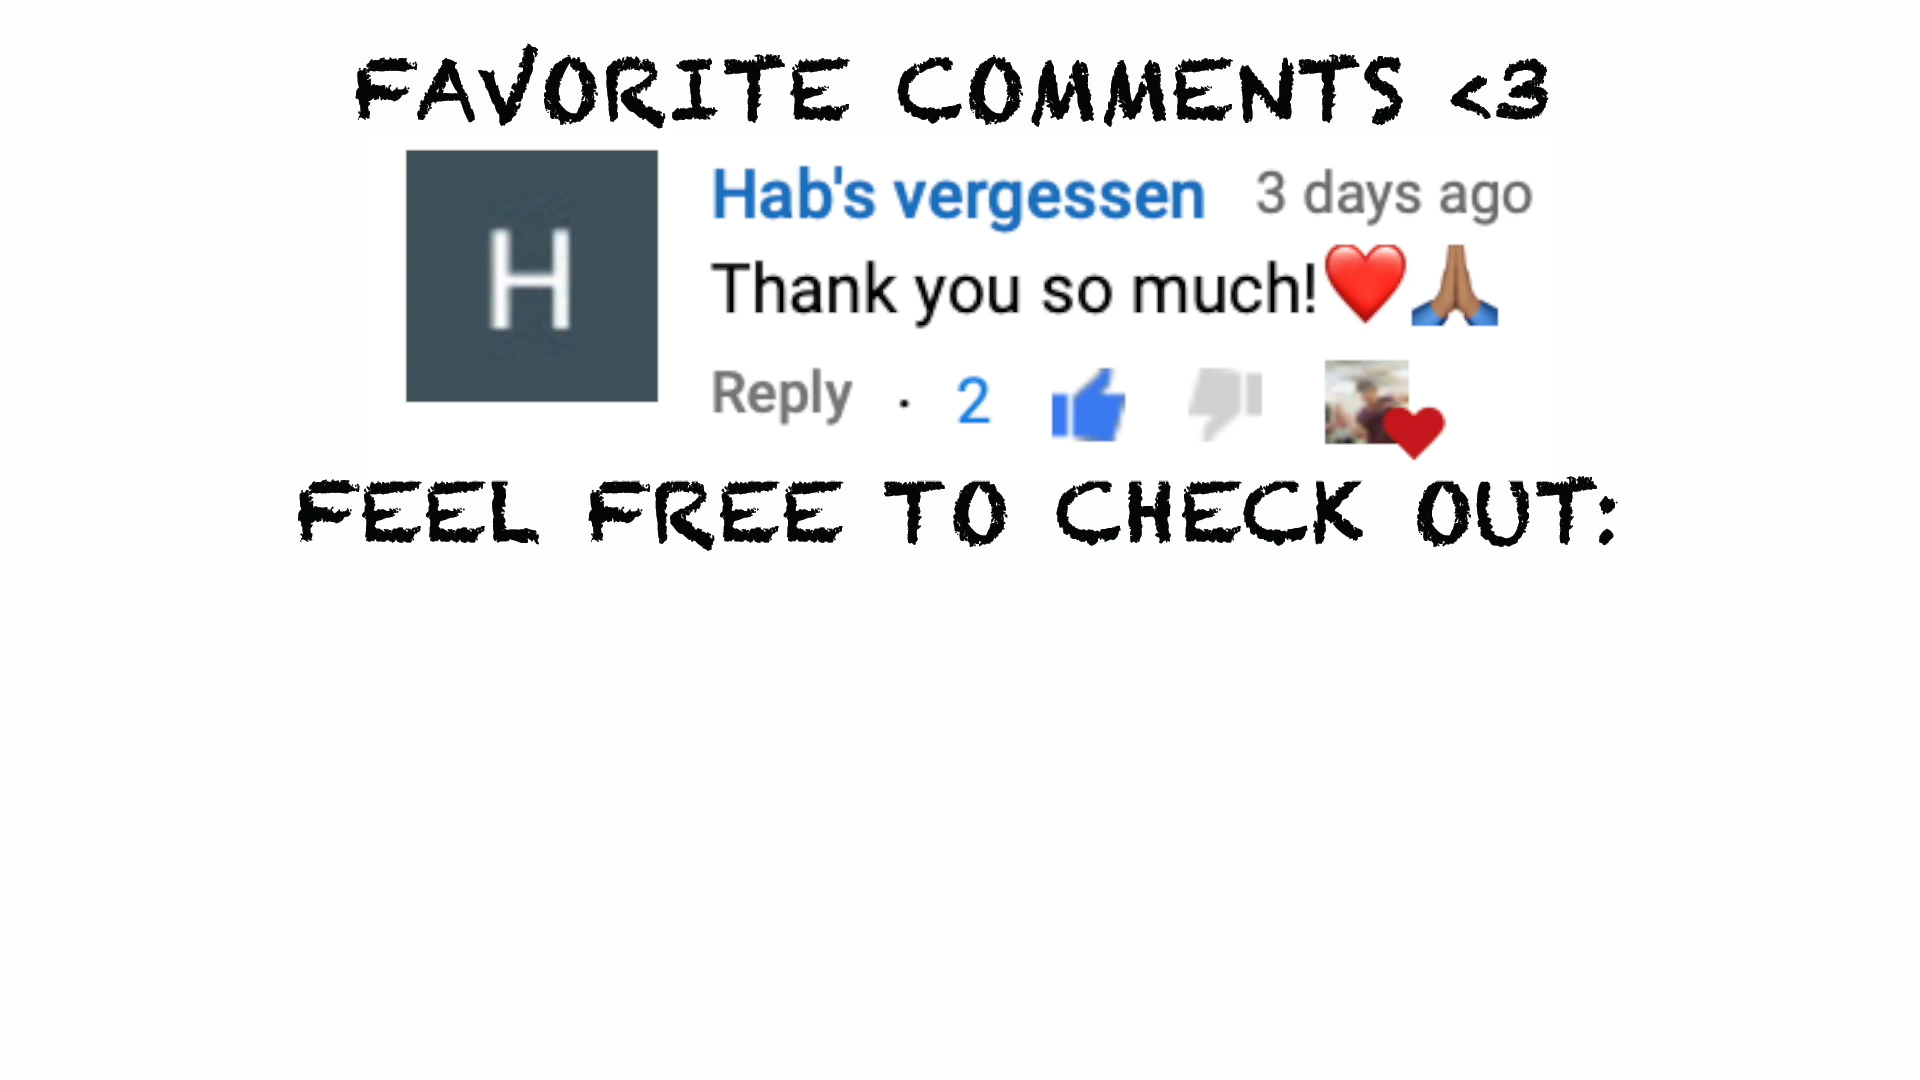 FAVORITE COMMENTS <3
H
Hab's vergessen 3 days ago
Thank you so much!❤️🙏🏽
Reply · 2
FEEL FREE TO CHECK OUT: